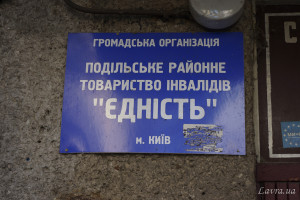 ГРОМАДСЬКА ОРГАНІЗАЦІЯ
ПОДІЛЬСЬКЕ РАЙОННЕ
ТОВАРИСТВО ІНВАЛІДІВ
"ЄДНІСТЬ"
м. КИЇВ
Lavra.ua